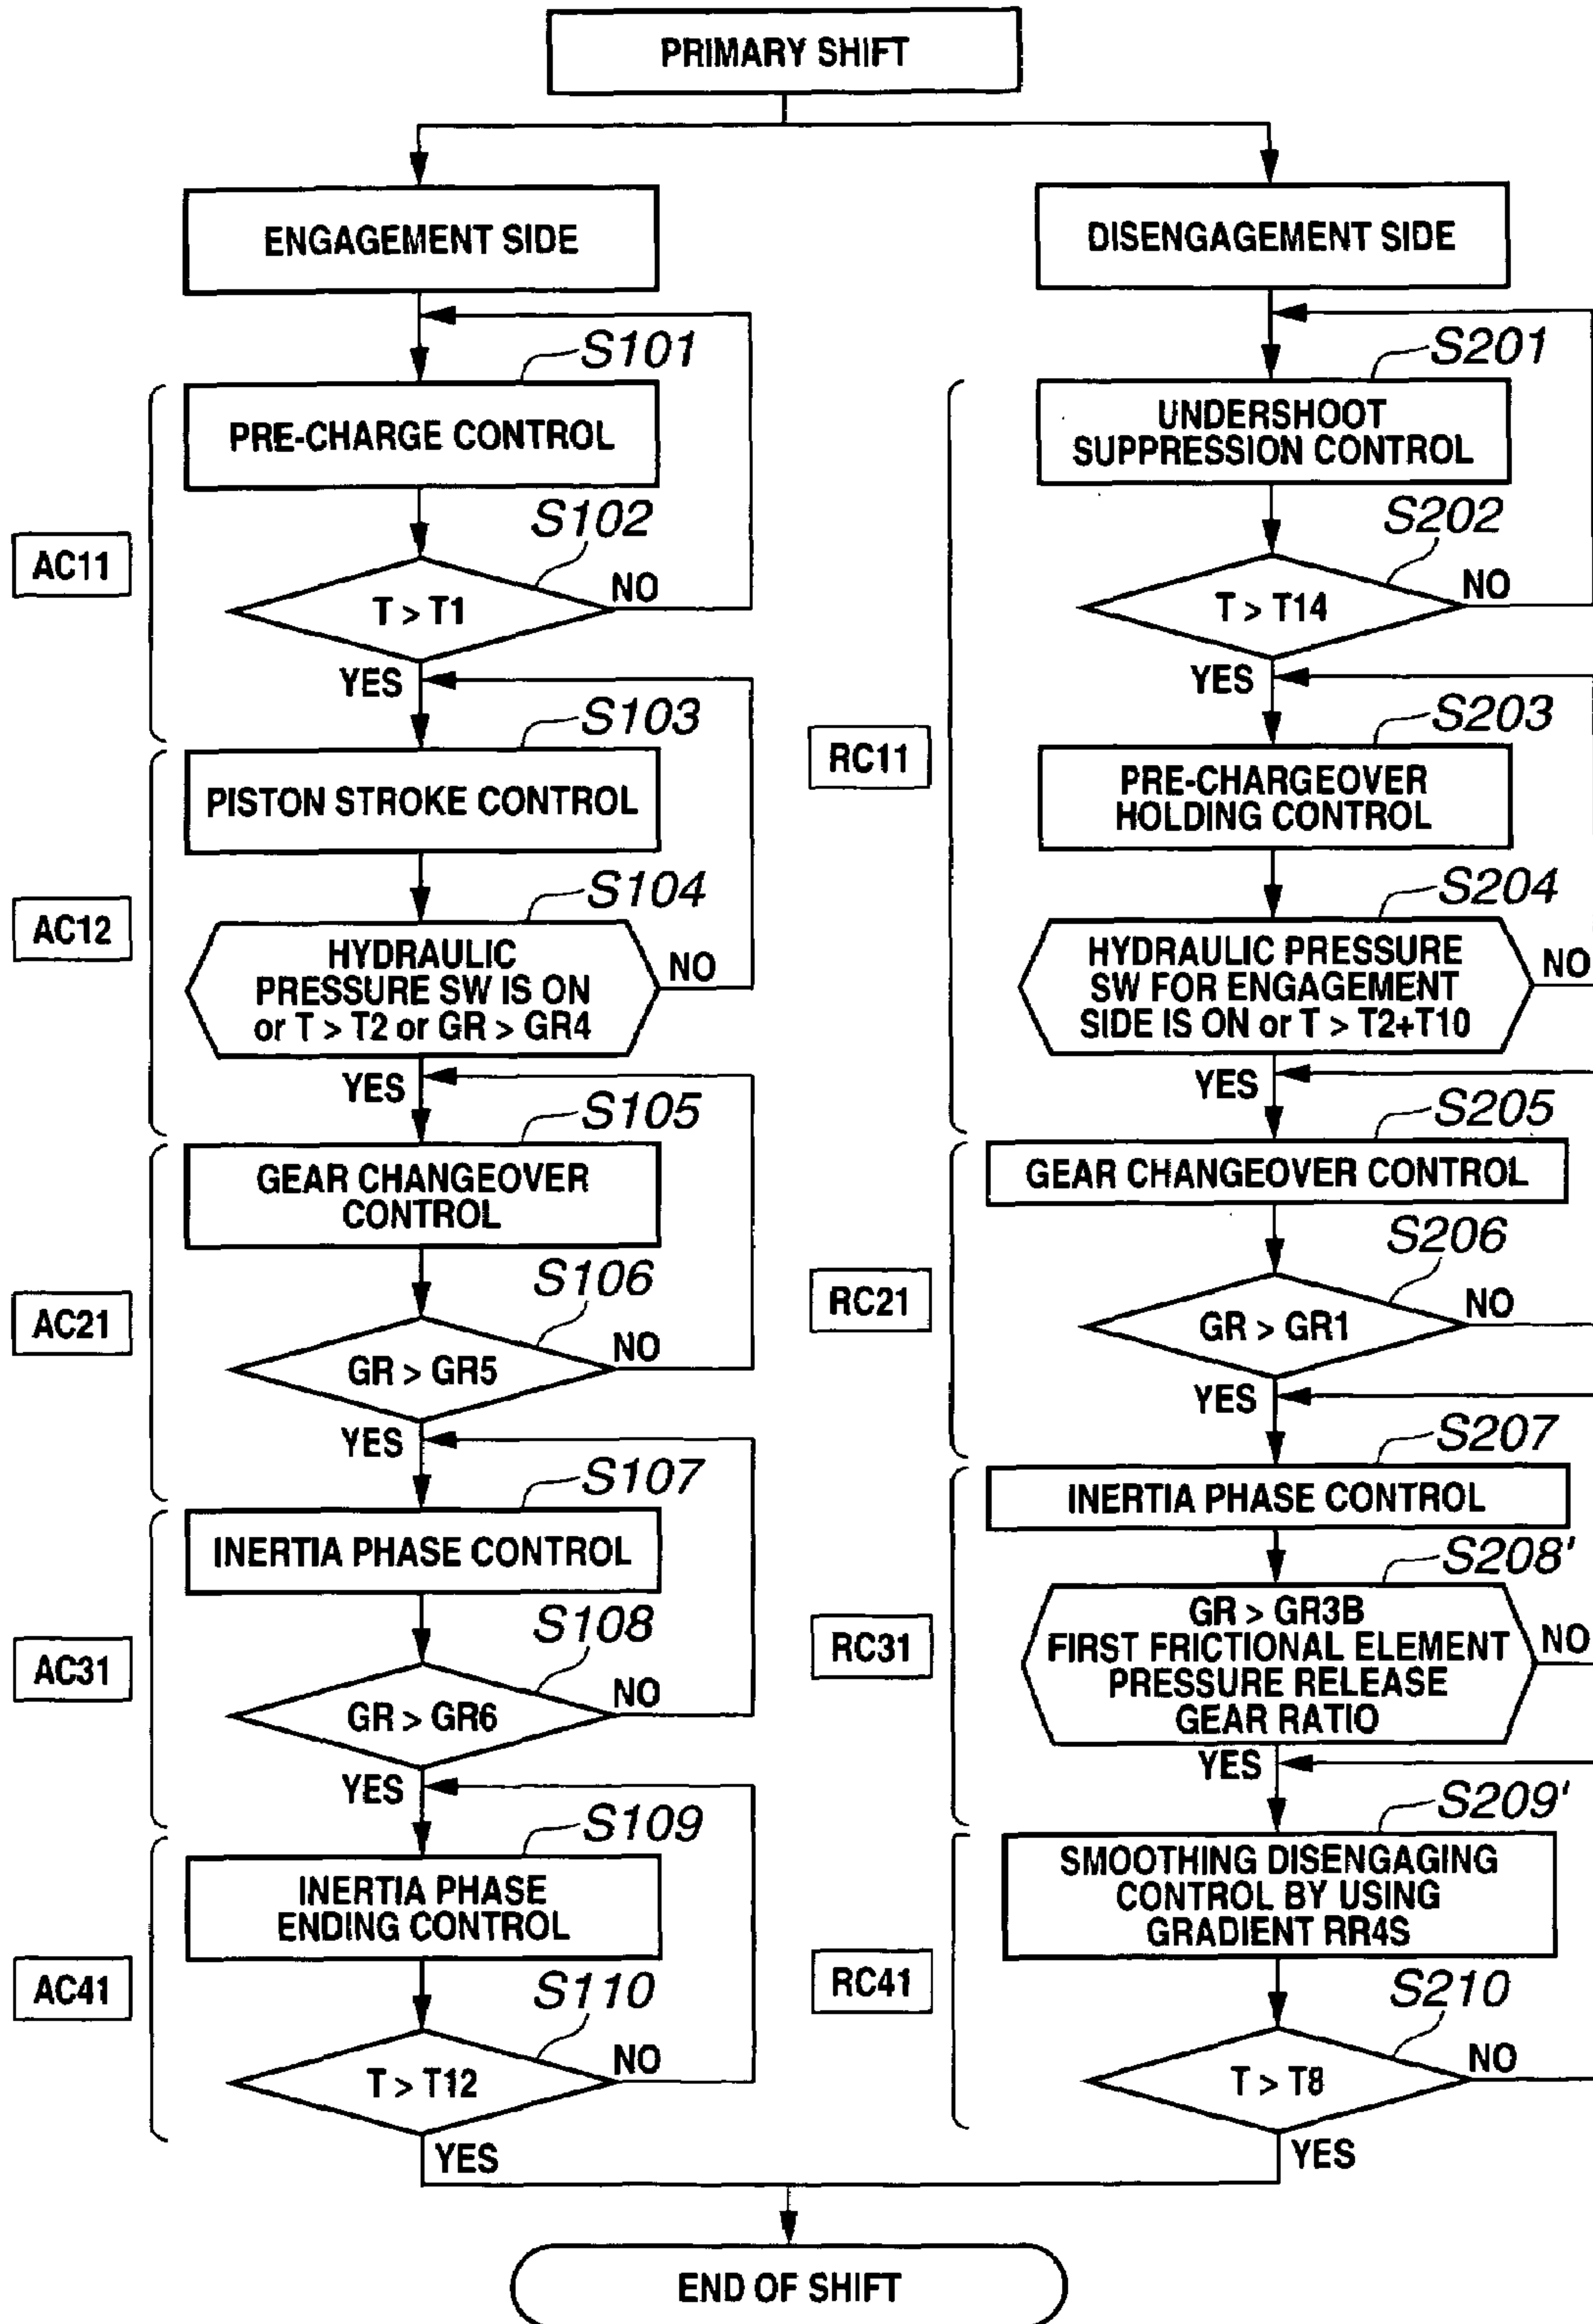 PRIMARY SHIFT
ENGAGEMENT SIDE
S101
PRE-CHARGE CONTROL
S102
AC11
T > T1
NO
YES
S103
PISTON STROKE CONTROL
S104
AC12
HYDRAULIC
PRESSURE SW IS ON
or T > T2 or GR > GR4
NO
YES
S105
GEAR CHANGEOVER
CONTROL
S106
AC21
GR > GR5
NO
YES
S107
INERTIA PHASE CONTROL
S108
AC31
GR > GR6
NO
YES
S109
INERTIA PHASE
ENDING CONTROL
S110
AC41
T > T12
NO
YES
DISENGAGEMENT SIDE
S201
UNDERSHOOT
SUPPRESSION CONTROL
S202
T > T14
NO
YES
S203
RC11
PRE-CHARGEOVER
HOLDING CONTROL
S204
HYDRAULIC PRESSURE
SW FOR ENGAGEMENT
SIDE IS ON or T > T2+T10
NO
YES
S205
GEAR CHANGEOVER CONTROL
S206
RC21
GR > GR1
NO
YES
S207
INERTIA PHASE CONTROL
S208'
RC31
GR > GR3B
FIRST FRICTIONAL ELEMENT
PRESSURE RELEASE
GEAR RATIO
NO
YES
S209'
SMOOTHING DISENGAGING
CONTROL BY USING
GRADIENT RR4S
S210
RC41
T > T8
NO
YES
END OF SHIFT